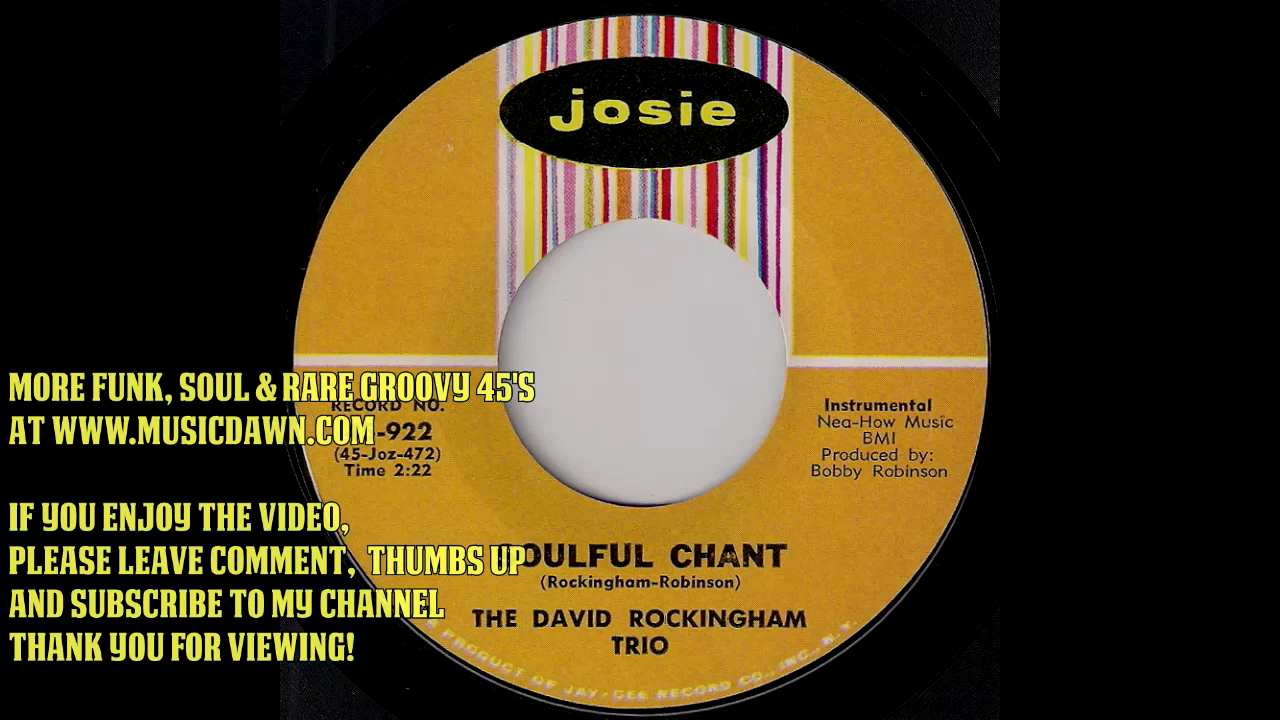 josie
MORE FUNK, SOUL & RARE GROOVY 45'S
AT WWW.MUSICDAWN.COM
RECORD NO.
-922
(45-Joz-472)
Time 2:22
Instrumental
Nea-How Music
BMI
Produced by:
Bobby Robinson
IF YOU ENJOY THE VIDEO,
PLEASE LEAVE COMMENT, THUMBS UP
AND SUBSCRIBE TO MY CHANNEL
THANK YOU FOR VIEWING!
SOULFUL CHANT
(Rockingham-Robinson)
THE DAVID ROCKINGHAM
TRIO
PRODUCT OF JAY-GEE RECORD CO., INC., N.Y.